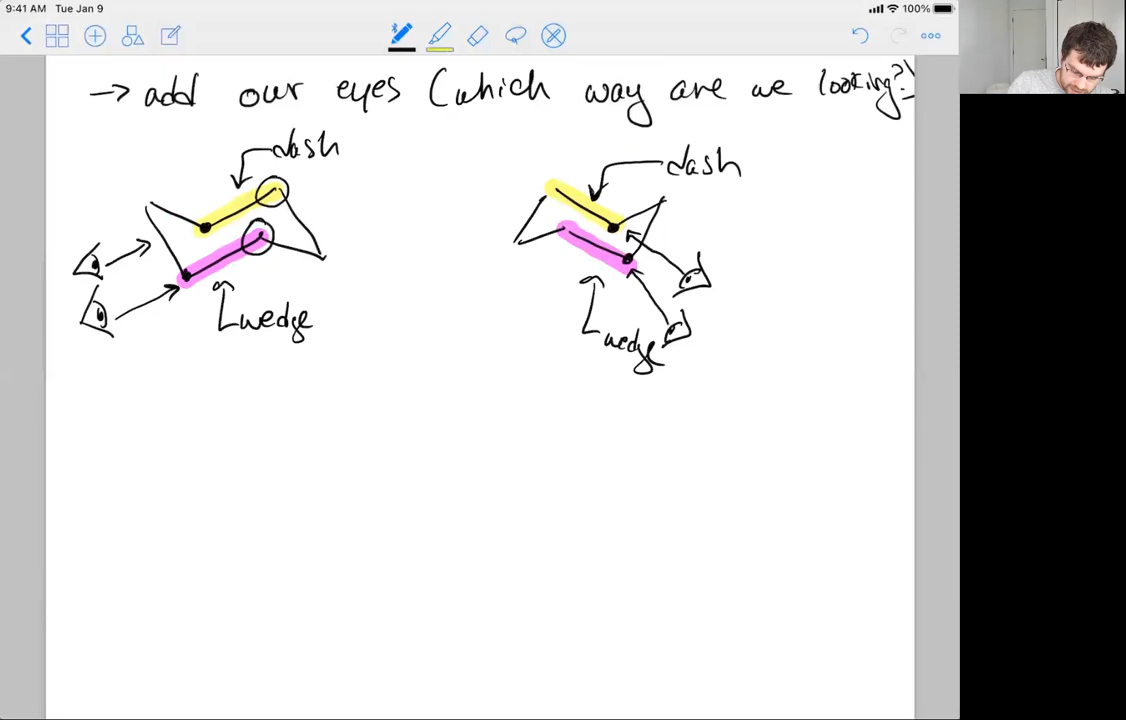 9:41 AM Tue Jan 9
100%
→ add our eyes (which way are we looking?!
dash
dash
wedge
wedge